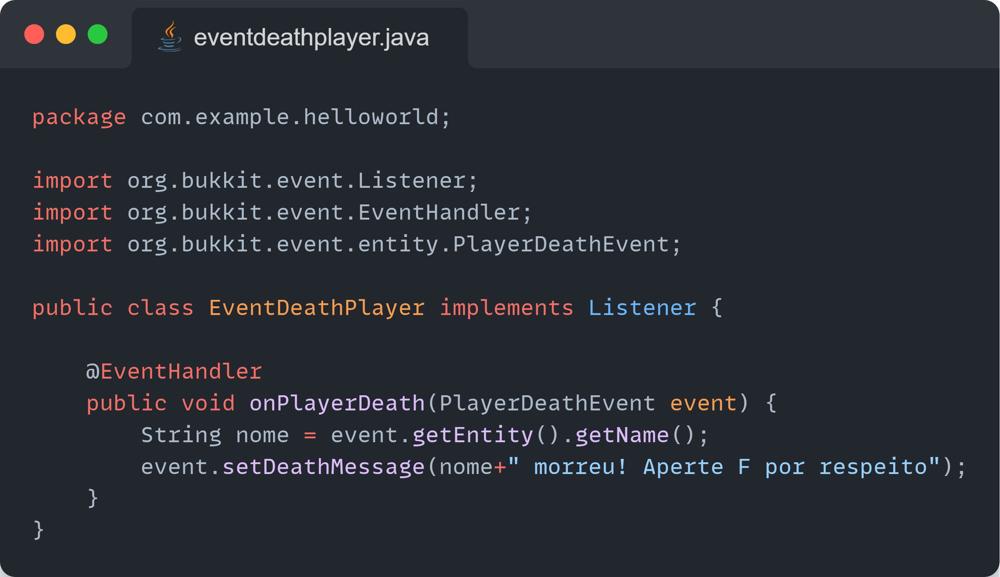 eventdeathplayer.java
package com.example.helloworld;
import org.bukkit.event.Listener;
import org.bukkit.event.EventHandler;
import org.bukkit.event.entity.PlayerDeathEvent;
public class EventDeathPlayer implements Listener {
@EventHandler
public void onPlayerDeath(PlayerDeathEvent event) {
String nome = event.getEntity().getName();
event.setDeathMessage(nome+" morreu! Aperte F por respeito");
}
}